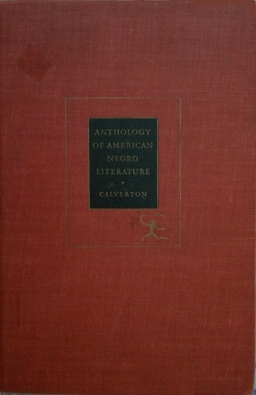 ANTHOLOGY
OF AMERICAN
NEGRO
LITERATURE
CALVERTON